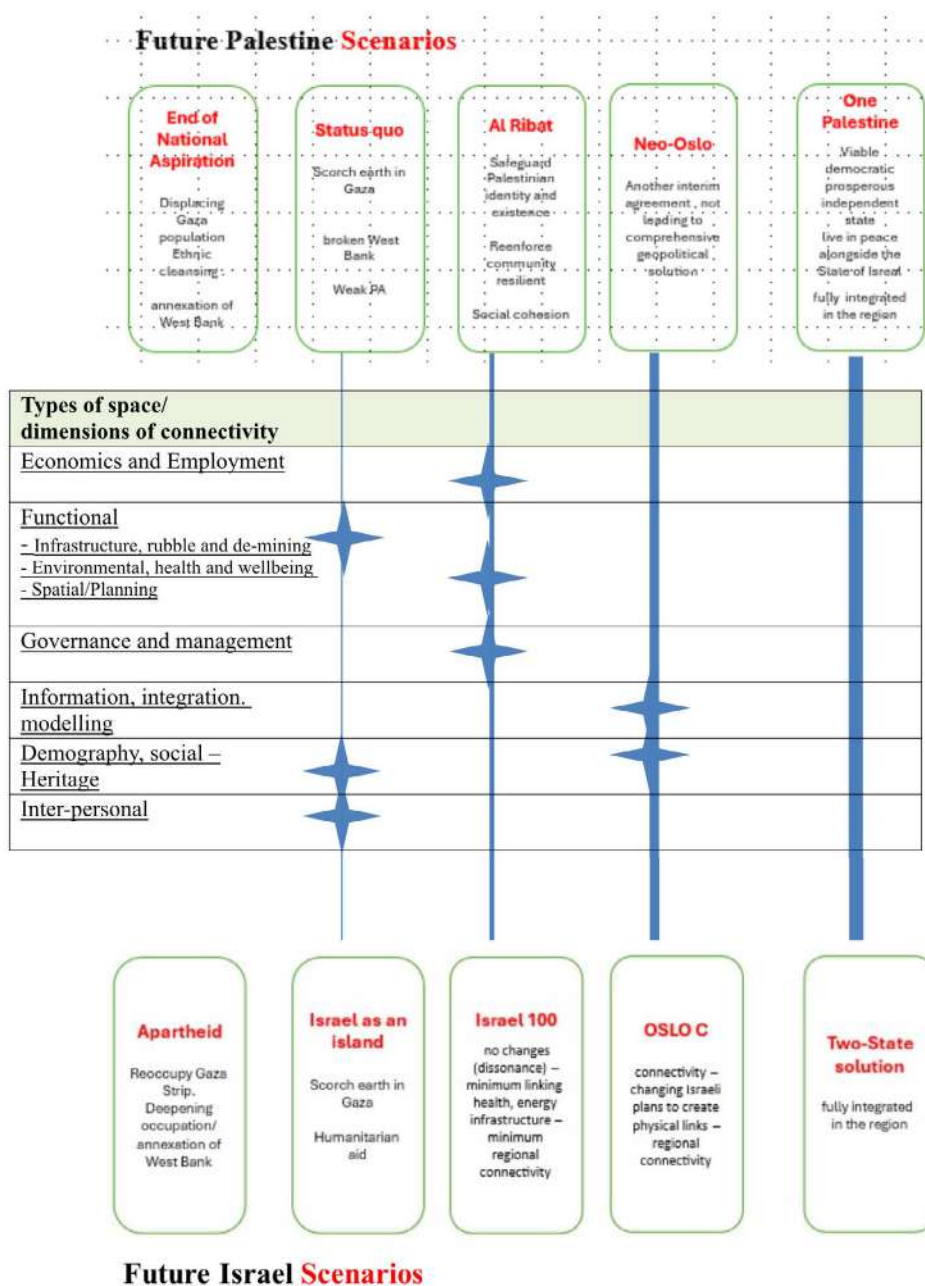 Future Palestine Scenarios
End of
National
Aspiration
Displacing
Gaza
population
Ethnic
cleansing .
annexation of
West Bank
Status quo
Scorch earth in
Gaza
broken West
Bank
Weak PA
Al Ribat
Safeguard
Palestinian
identity and
existence
Reenforce
community
resilient
Social cohesion
Neo-Oslo
Another interim
agreement , not
leading to
comprehensive
geopolitical
solution
One
Palestine
Viable
democratic
prosperous
independent
state
live in peace
alongside the
State of Isreal
fully integrated
in the region
Types of space/
dimensions of connectivity
Economics and Employment
Functional
- Infrastructure, rubble and de-mining
- Environmental, health and wellbeing
- Spatial/Planning
Governance and management
Information, integration.
modelling
Demography, social –
Heritage
Inter-personal
Apartheid
Reoccupy Gaza
Strip.
Deepening
occupation/
annexation of
West Bank
Israel as an
island
Scorch earth in
Gaza
Humanitarian
aid
Israel 100
no changes
(dissonance) –
minimum linking
health, energy
infrastructure –
minimum
regional
connectivity
OSLO C
connectivity –
changing Israeli
plans to create
physical links –
regional
connectivity
Two-State
solution
fully integrated
in the region
Future Israel Scenarios